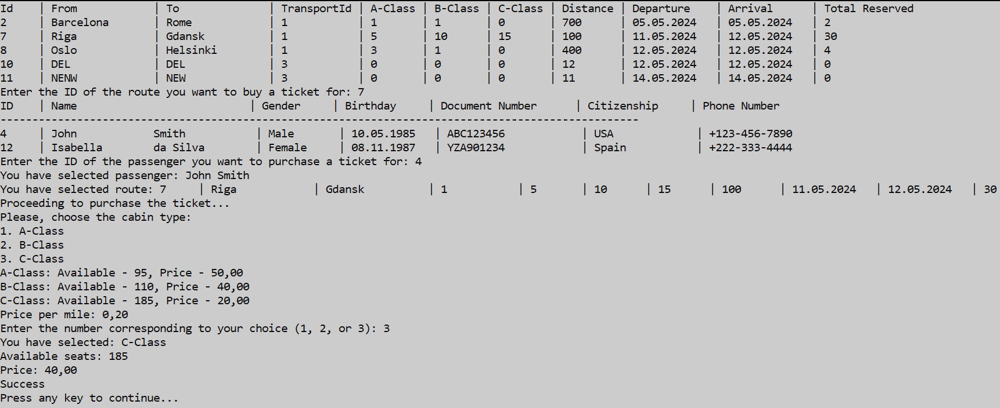 Id | From | To | TransportId | A-Class | B-Class | C-Class | Distance | Departure | Arrival | Total Reserved
2 | Barcelona | Rome | 1 | 1 | 1 | 0 | 700 | 05.05.2024 | 05.05.2024 | 2
7 | Riga | Gdansk | 1 | 5 | 10 | 15 | 100 | 11.05.2024 | 12.05.2024 | 30
8 | Oslo | Helsinki | 1 | 3 | 1 | 0 | 400 | 12.05.2024 | 12.05.2024 | 4
10 | DEL | DEL | 3 | 0 | 0 | 0 | 12 | 12.05.2024 | 12.05.2024 | 0
11 | NENW | NEW | 3 | 0 | 0 | 0 | 11 | 14.05.2024 | 14.05.2024 | 0
Enter the ID of the route you want to buy a ticket for: 7
ID | Name | Gender | Birthday | Document Number | Citizenship | Phone Number
----------------------------------------------------------------------------------------------------
4 | John Smith | Male | 10.05.1985 | ABC123456 | USA | +123-456-7890
12 | Isabella da Silva | Female | 08.11.1987 | YZA901234 | Spain | +222-333-4444
Enter the ID of the passenger you want to purchase a ticket for: 4
You have selected passenger: John Smith
You have selected route: 7 | Riga | Gdansk | 1 | 5 | 10 | 15 | 100 | 11.05.2024 | 12.05.2024 | 30
Proceeding to purchase the ticket...
Please, choose the cabin type:
1. A-Class
2. B-Class
3. C-Class
A-Class: Available - 95, Price - 50,00
B-Class: Available - 110, Price - 40,00
C-Class: Available - 185, Price - 20,00
Price per mile: 0,20
Enter the number corresponding to your choice (1, 2, or 3): 3
You have selected: C-Class
Available seats: 185
Price: 40,00
Success
Press any key to continue...